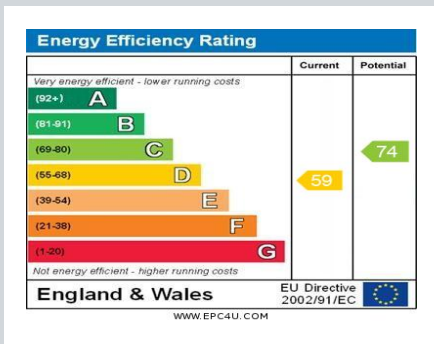 Energy Efficiency Rating
Current Potential
Very energy efficient - lower running costs
(92+) A
(81-91) B
(69-80) C 74
(55-68) D 59
(39-54) E
(21-38) F
(1-20) G
Not energy efficient - higher running costs
England & Wales EU Directive 2002/91/EC
WWW.EPC4U.COM